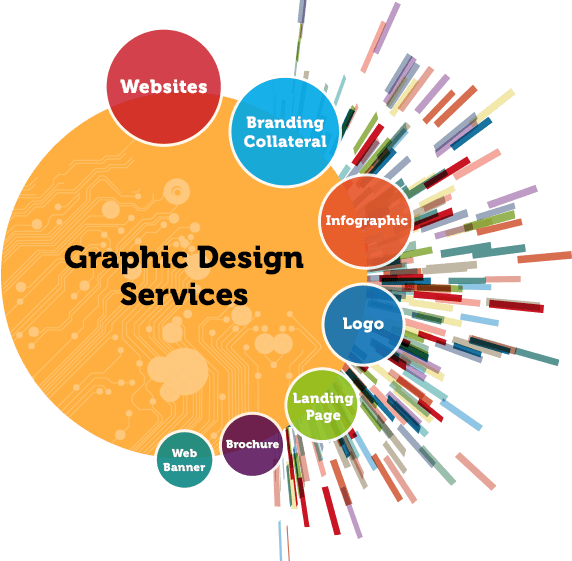 Websites
Branding
Collateral
Infographic
Graphic Design
Services
Logo
Landing
Page
Brochure
Web
Banner